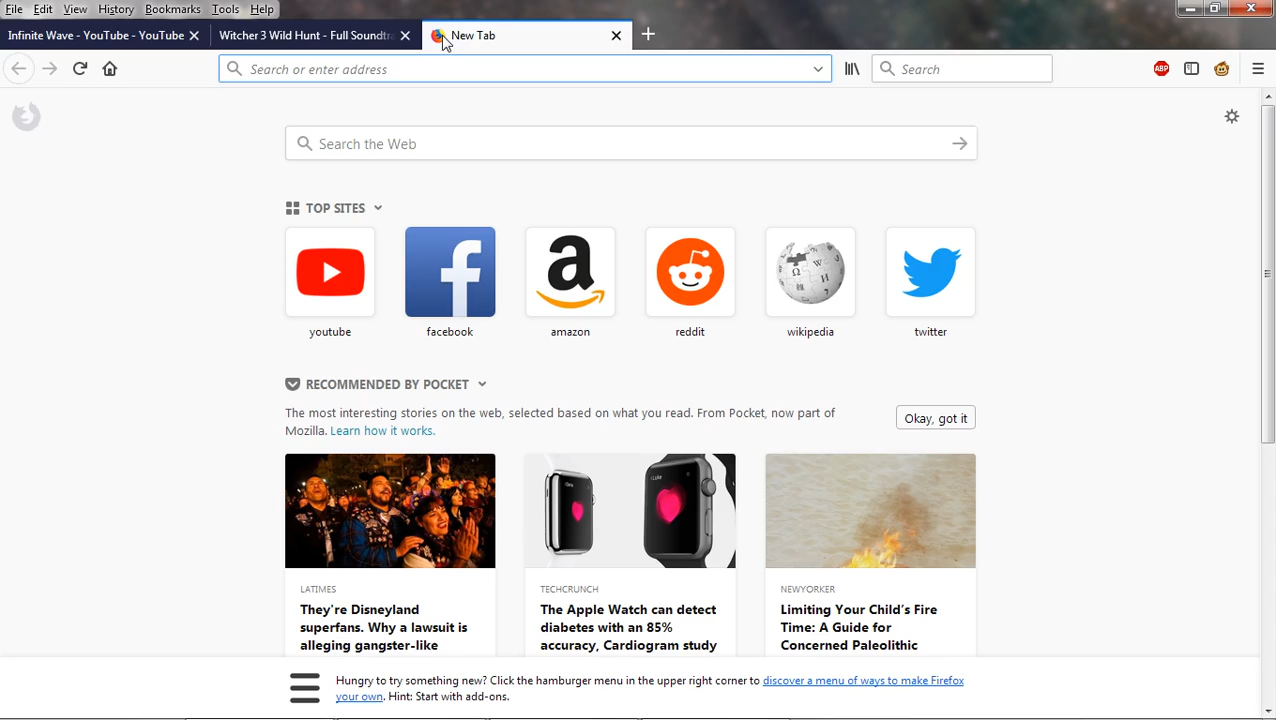 File Edit View History Bookmarks Tools Help
Infinite Wave - YouTube - YouTube Witcher 3 Wild Hunt - Full Soundtra New Tab
Search or enter address Search
ABP
Search the Web
TOP SITES
a
youtube facebook amazon reddit wikipedia twitter
RECOMMENDED BY POCKET
The most interesting stories on the web, selected based on what you read. From Pocket, now part of
Mozilla. Learn how it works.
Okay, got it
LATIMES
They're Disneyland
superfans. Why a lawsuit is
alleging gangster-like
TECHCRUNCH
The Apple Watch can detect
diabetes with an 85%
accuracy, Cardiogram study
NEWYORKER
Limiting Your Child's Fire
Time: A Guide for
Concerned Paleolithic
Hungry to try something new? Click the hamburger menu in the upper right corner to discover a menu of ways to make Firefox
your own. Hint: Start with add-ons.